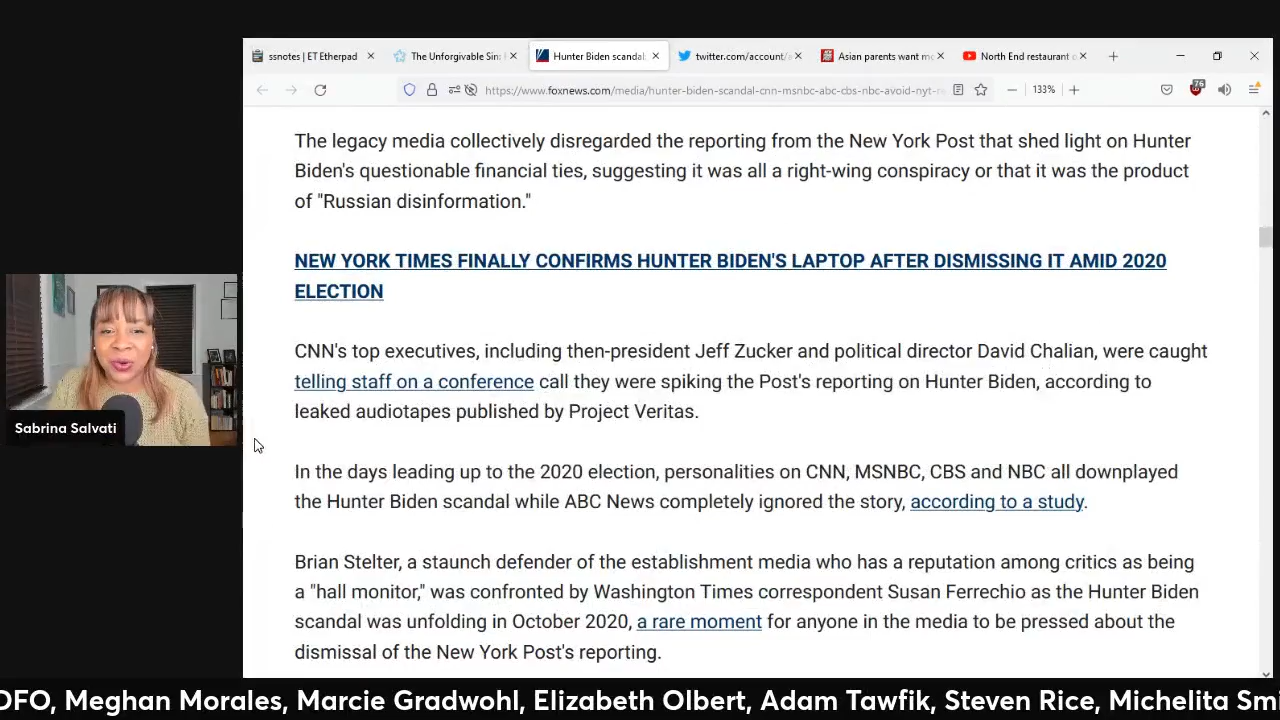 ssnotes | ET Etherpad
The Unforgivable Sin:
Hunter Biden scandal:
twitter.com/account/
Asian parents want mo
North End restaurant o
https://www.foxnews.com/media/hunter-biden-scandal-cnn-msnbc-abc-cbs-nbc-avoid-nyt-r
133%
76
The legacy media collectively disregarded the reporting from the New York Post that shed light on Hunter
Biden's questionable financial ties, suggesting it was all a right-wing conspiracy or that it was the product
of "Russian disinformation."
NEW YORK TIMES FINALLY CONFIRMS HUNTER BIDEN'S LAPTOP AFTER DISMISSING IT AMID 2020
ELECTION
CNN's top executives, including then-president Jeff Zucker and political director David Chalian, were caught
telling staff on a conference call they were spiking the Post's reporting on Hunter Biden, according to
leaked audiotapes published by Project Veritas.
In the days leading up to the 2020 election, personalities on CNN, MSNBC, CBS and NBC all downplayed
the Hunter Biden scandal while ABC News completely ignored the story, according to a study.
Brian Stelter, a staunch defender of the establishment media who has a reputation among critics as being
a "hall monitor," was confronted by Washington Times correspondent Susan Ferrechio as the Hunter Biden
scandal was unfolding in October 2020, a rare moment for anyone in the media to be pressed about the
dismissal of the New York Post's reporting.
Sabrina Salvati
DFO, Meghan Morales, Marcie Gradwohl, Elizabeth Olbert, Adam Tawfik, Steven Rice, Michelita Smi